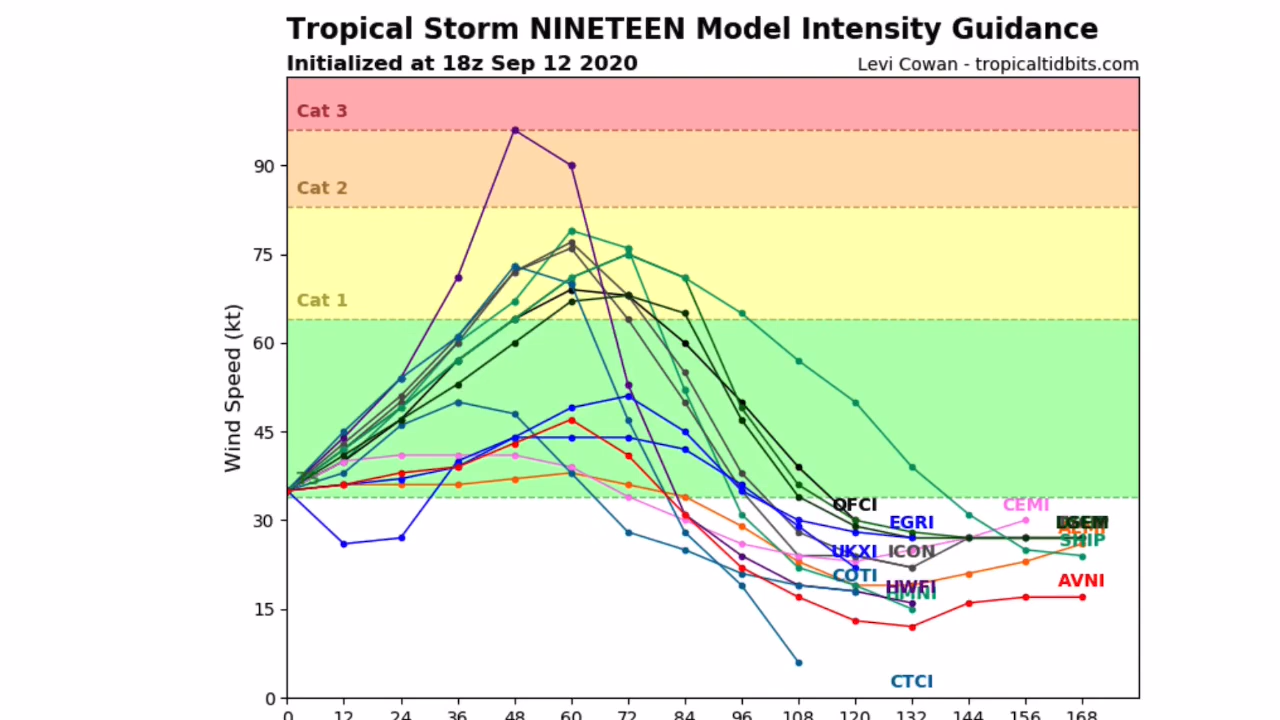 Tropical Storm NINETEEN Model Intensity Guidance
Initialized at 18z Sep 12 2020
Levi Cowan - tropicaltidbits.com
Cat 3
90
Cat 2
75
Cat 1
60
Wind Speed (kt)
45
TS
30
15
0
OFCI
CEMI
EGRI
LGEM
SHIP
UKXI
ICON
COTI
HWFI
HMNI
AVNI
CTCI
0 12 24 36 48 60 72 84 96 108 120 132 144 156 168